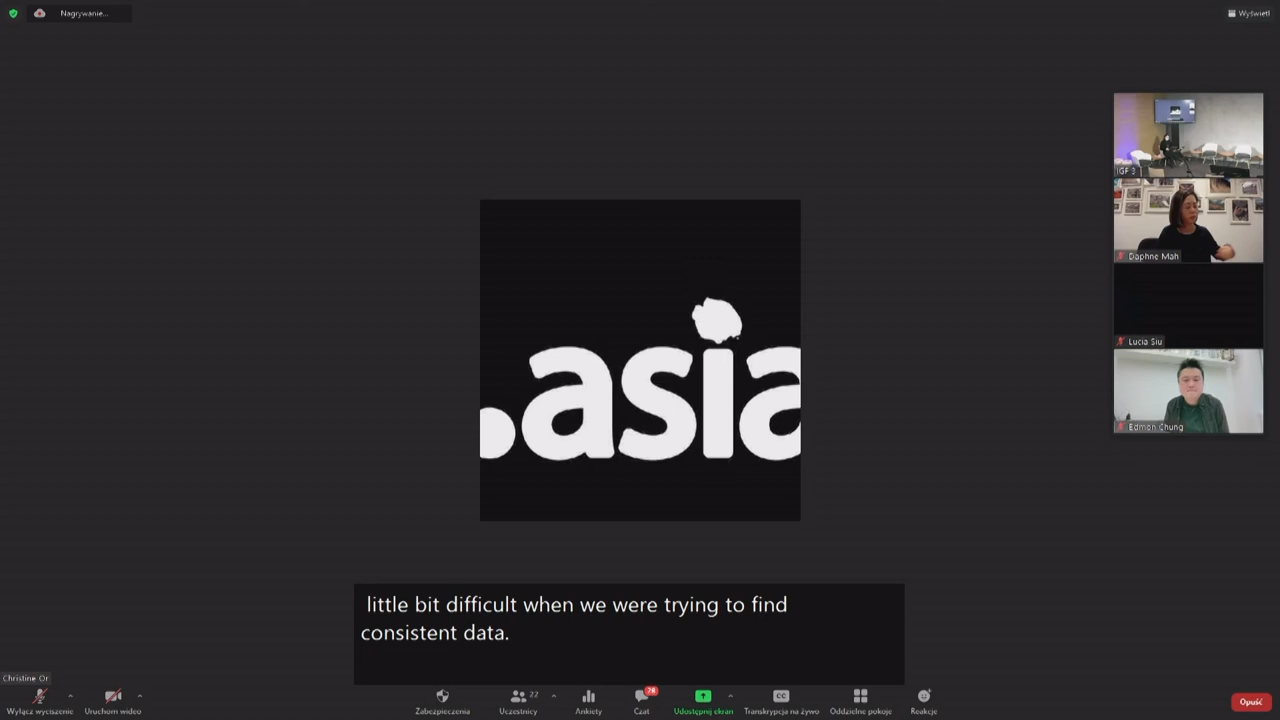 Nagrywanie...
Wyświetl
IGF 3
Daphne Mah
Lucia Siu
Edmon Chung
.asia
little bit difficult when we were trying to find
consistent data.
Christine Or
Wyłącz wyciszenie
Uruchom wideo
Zabezpieczenia
22
Uczestnicy
Ankiety
28
Czat
Udostępnij ekran
CC
Transkrypcja na żywo
Oddzielne pokoje
Reakcje
Opuść